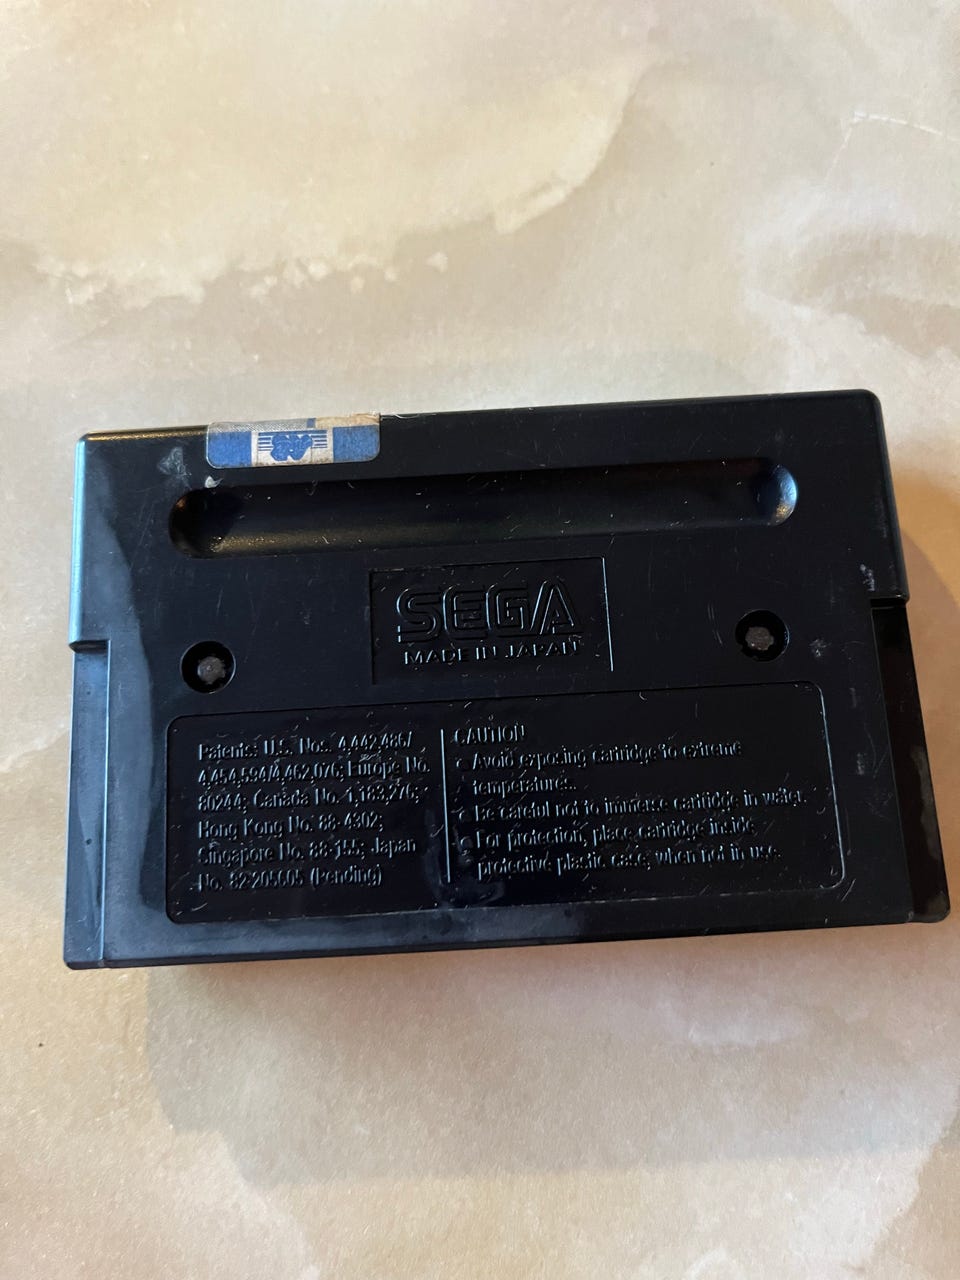 SEGA
MADE IN JAPAN
Patents: U.S. Nos. 4,442,486/
4,454,594/4,462,076; Europe No.
80244; Canada No. 1,183,276;
Hong Kong No. 88-4302;
Singapore No. 88-155; Japan
No. 82-205605 (Pending)
CAUTION
• Avoid exposing cartridge to extreme
temperatures.
• Be careful not to immerse cartridge in water.
• For protection, place cartridge inside
protective plastic case, when not in use.